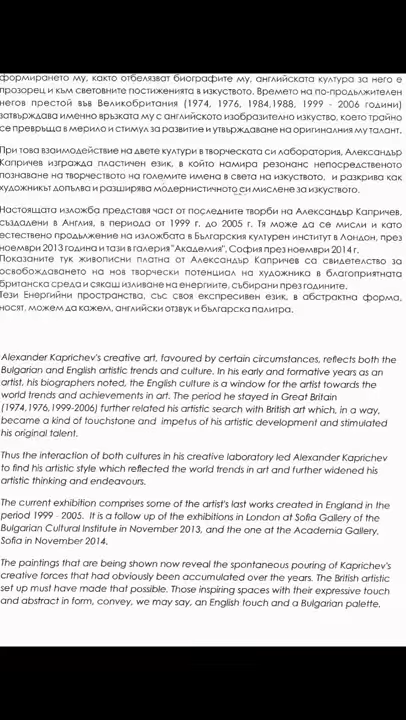 формирането му, както отбелязват биографите му, английската култура за него е
прозорец и към световните постиженията в изкуството. Времето на по-продължителен
негов престой във Великобритания (1974, 1976, 1984,1988, 1999 - 2006 години)
затвърждава именно връзката му с английското изобразително изкуство, което трайно
се превръща в мерило и стимул за развитие и утвърждаване на оригиналния му талант.
При това взаимодействие на двете култури в творческата си лаборатория, Александър
Капричев изгражда пластичен език, в който намира резонанс непосредственото
познаване на творчеството на големите имена в света на изкуството, и разкрива как
художникът допълва и разширява модернистичното си мислене за изкуството.
Настоящата изложба представя част от последните творби на Александър Капричев,
създадени в Англия, в периода от 1999 г. до 2005 г. Тя може да се мисли и като
естествено продължение на изложбата в Българския културен институт в Лондон, през
ноември 2013 година и тази в галерия "Академия", София през ноември 2014 г.
Показаните тук живописни платна от Александър Капричев са свидетелство за
освобождаването на нов творчески потенциал на художника в благоприятната
Британска среда и сякаш изливане на енергиите, събирани през годините.
Тези Енергийни пространства, със своя експресивен език, в абстрактна форма,
носят, можем да кажем, английски отзвук и българска палитра.
Alexander Kaprichev's creative art, favoured by certain circumstances, reflects both the
Bulgarian and English artistic trends and culture. In his early and formative years as an
artist, his biographers noted, the English culture is a window for the artist towards the
world trends and achievements in art. The period he stayed in Great Britain
(1974,1976,1999-2006) further related his artistic search with British art which, in a way,
became a kind of touchstone and impetus of his artistic development and stimulated
his original talent.
Thus the interaction of both cultures in his creative laboratory led Alexander Kaprichev
to find his artistic style which reflected the world trends in art and further widened his
artistic thinking and endeavours.
The current exhibition comprises some of the artist's last works created in England in the
period 1999 - 2005. It is a follow up of the exhibitions in London at Sofia Gallery of the
Bulgarian Cultural Institute in November 2013, and the one at the Academia Gallery,
Sofia in November 2014.
The paintings that are being shown now reveal the spontaneous pouring of Kaprichev's
creative forces that had obviously been accumulated over the years. The British artistic
set up must have made that possible. Those inspiring spaces with their expressive touch
and abstract in form, convey, we may say, an English touch and a Bulgarian palette.